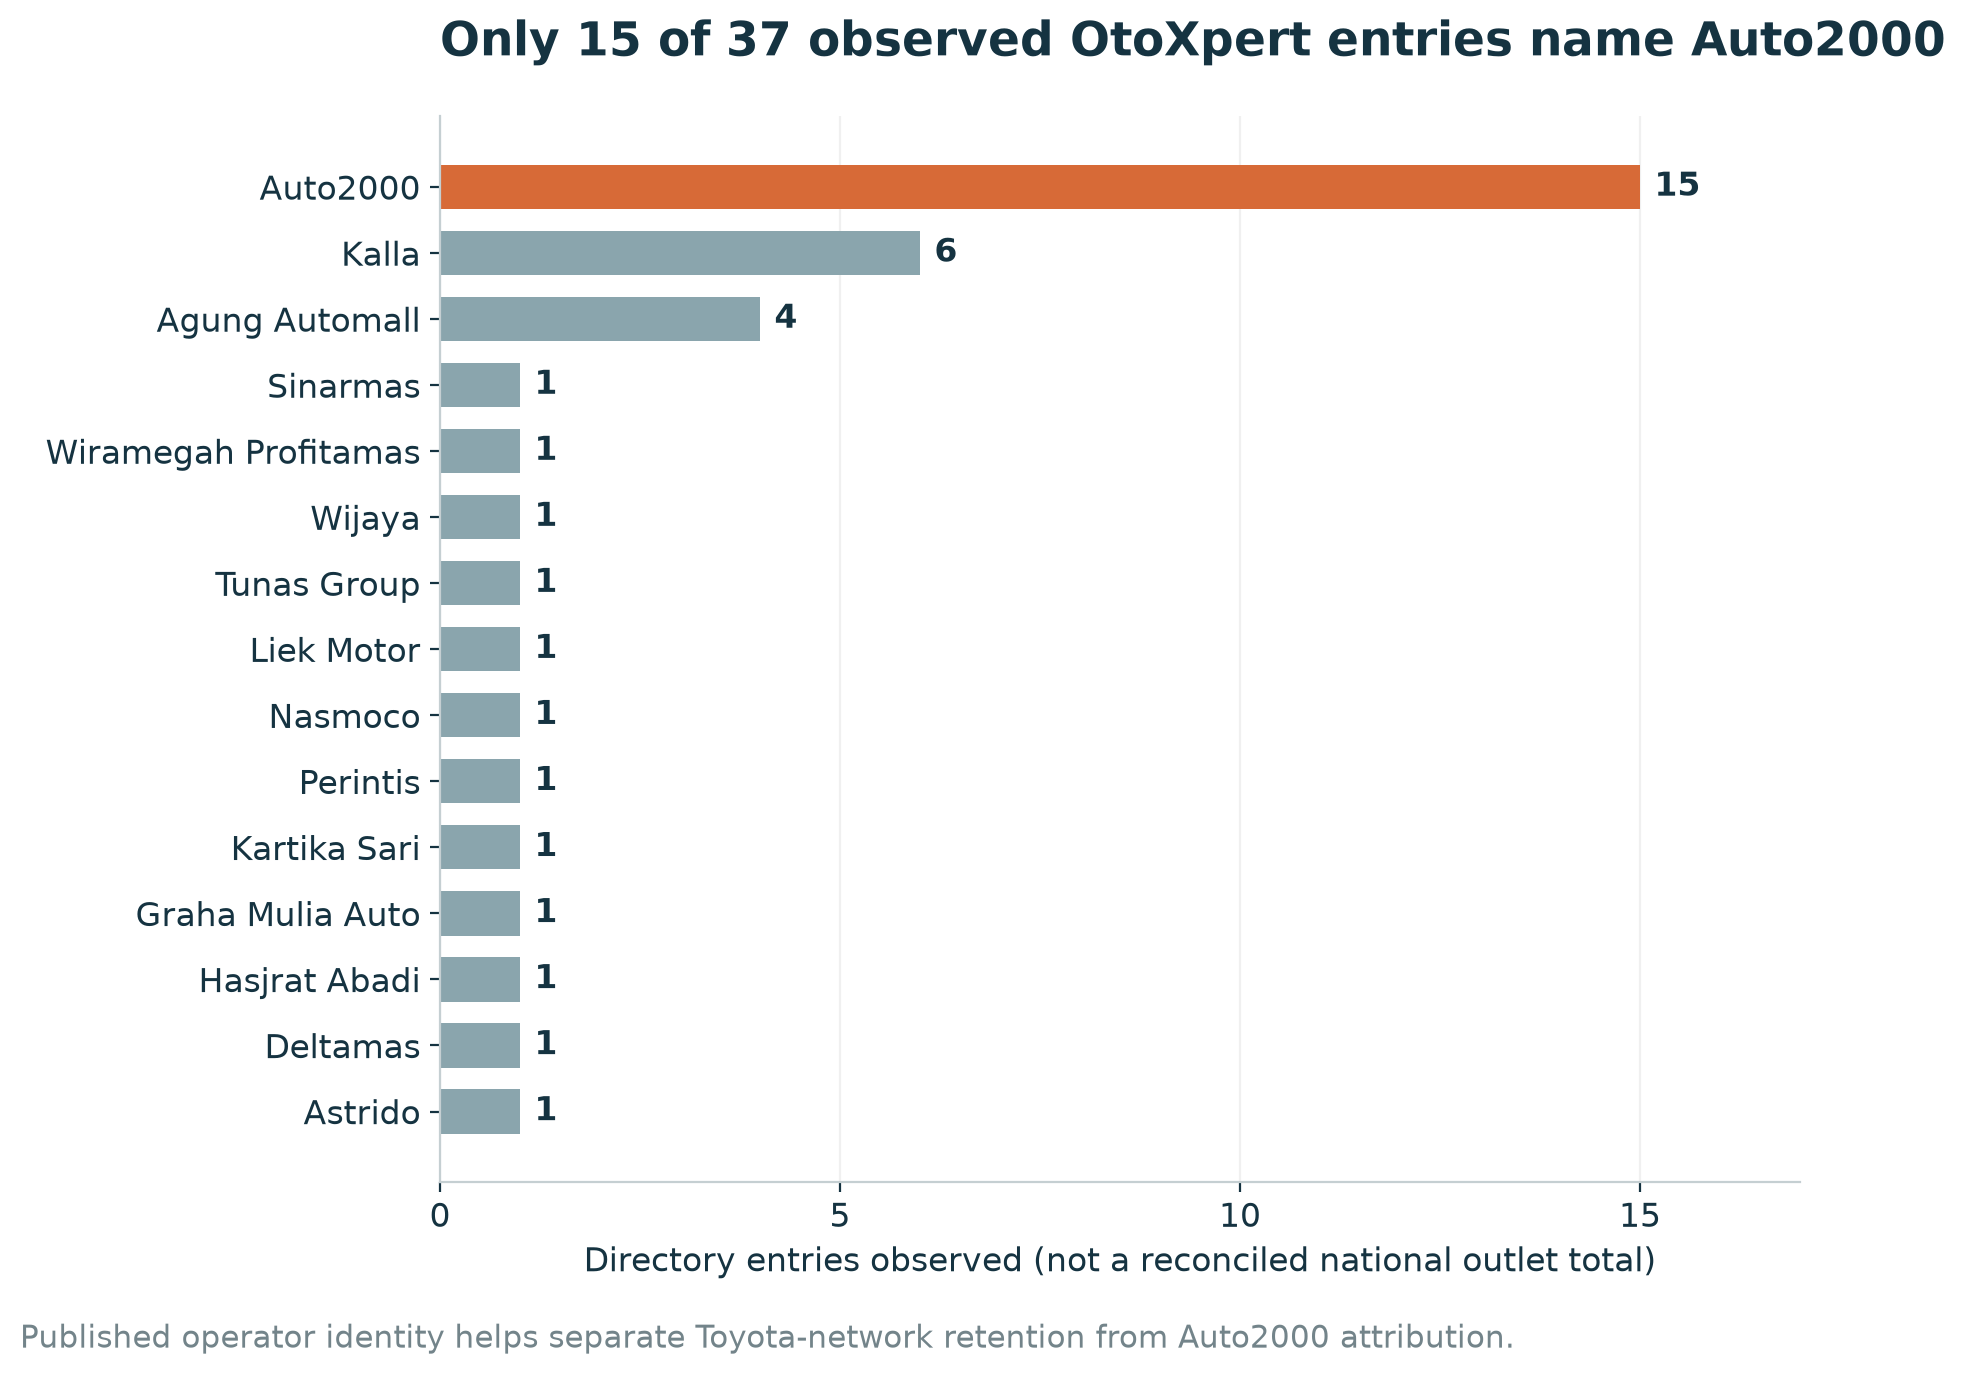 Only 15 of 37 observed OtoXpert entries name Auto2000
Auto2000 15
Kalla 6
Agung Automall 4
Sinarmas 1
Wiramegah Profitamas 1
Wijaya 1
Tunas Group 1
Liek Motor 1
Nasmoco 1
Perintis 1
Kartika Sari 1
Graha Mulia Auto 1
Hasjrat Abadi 1
Deltamas 1
Astrido 1
0 5 10 15
Directory entries observed (not a reconciled national outlet total)
Published operator identity helps separate Toyota-network retention from Auto2000 attribution.